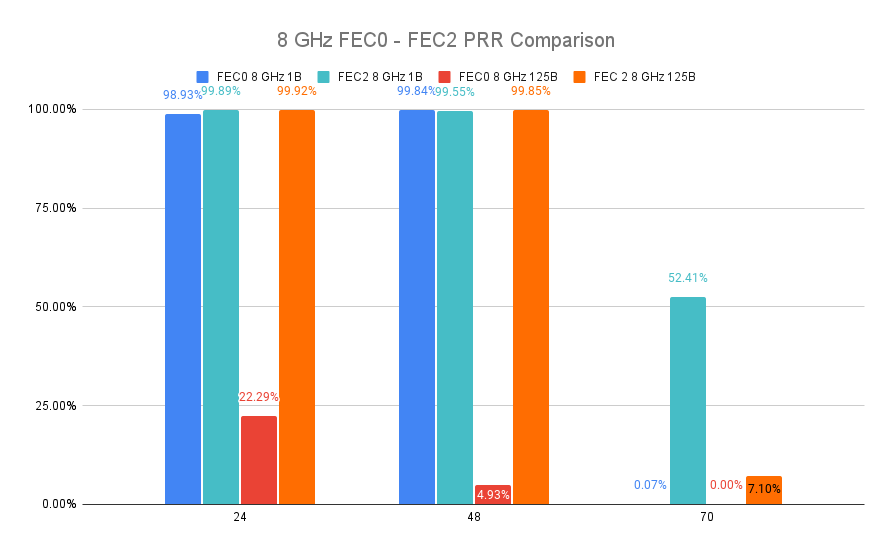 8 GHz FEC0 - FEC2 PRR Comparison
FEC0 8 GHz 1B FEC2 8 GHz 1B FEC0 8 GHz 125B FEC 2 8 GHz 125B
98.93% 99.89% 99.92% 99.84% 99.55% 99.85%
100.00%
75.00%
52.41%
50.00%
22.29%
25.00%
0.07% 0.00% 7.10%
4.93%
0.00%
24 48 70